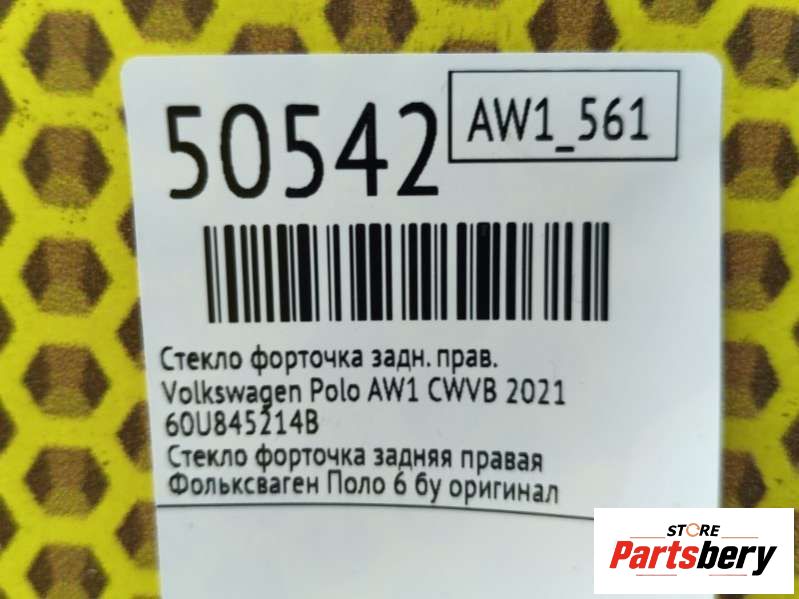 50542
AW1_561
Стекло форточка задн. прав.
Volkswagen Polo AW1 CWVB 2021
60U845214B
Стекло форточка задняя правая
Фольксваген Поло 6 бу оригинал
STORE
Partsbery